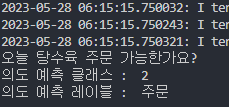 2023-05-28 06:15:15.750032: I ter
2023-05-28 06:15:15.750243: I ter
2023-05-28 06:15:15.750321: I ter
오늘 탕수육 주문 가능한가요?
의도 예측 클래스 :  2
의도 예측 레이블 :  주문